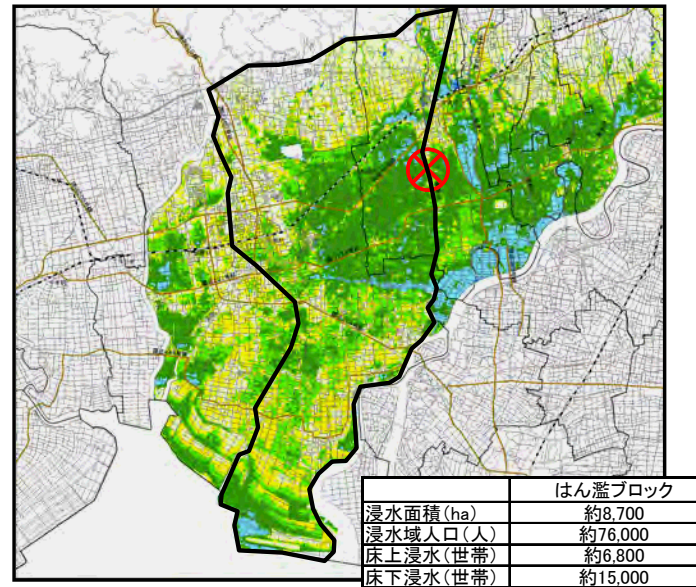 はん濫ブロック
浸水面積(ha) 約8,700
浸水域人口(人) 約76,000
床上浸水(世帯) 約6,800
床下浸水(世帯) 約15,000